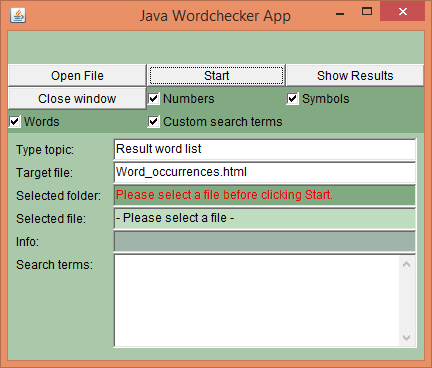 Java Wordchecker App
Open File Start Show Results
Close window Numbers Symbols
Words Custom search terms
Type topic: Result word list
Target file: Word_occurrences.html
Selected folder: Please select a file before clicking Start.
Selected file: - Please select a file -
Info:
Search terms: